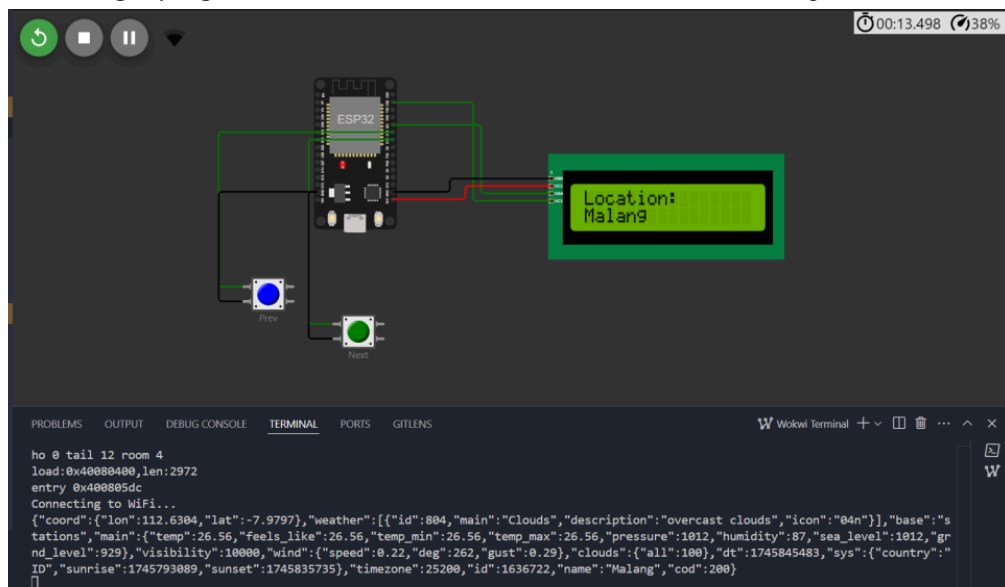 00:13.498 38%
ESP32
Location:
Malang
Prev
Next
PROBLEMS OUTPUT DEBUG CONSOLE TERMINAL PORTS GITLENS Wokwi Terminal
ho 0 tail 12 room 4
load:0x40080400,len:2972
entry 0x400805dc
Connecting to WiFi...
{"coord":{"lon":112.6304,"lat":-7.9797},"weather":[{"id":804,"main":"Clouds","description":"overcast clouds","icon":"04n"}],"base":"s
tations","main":{"temp":26.56,"feels_like":26.56,"temp_min":26.56,"temp_max":26.56,"pressure":1012,"humidity":87,"sea_level":1012,"gr
nd_level":929},"visibility":10000,"wind":{"speed":0.22,"deg":262,"gust":0.29},"clouds":{"all":100},"dt":1745845483,"sys":{"country":"
ID","sunrise":1745793089,"sunset":1745835735},"timezone":25200,"id":1636722,"name":"Malang","cod":200}